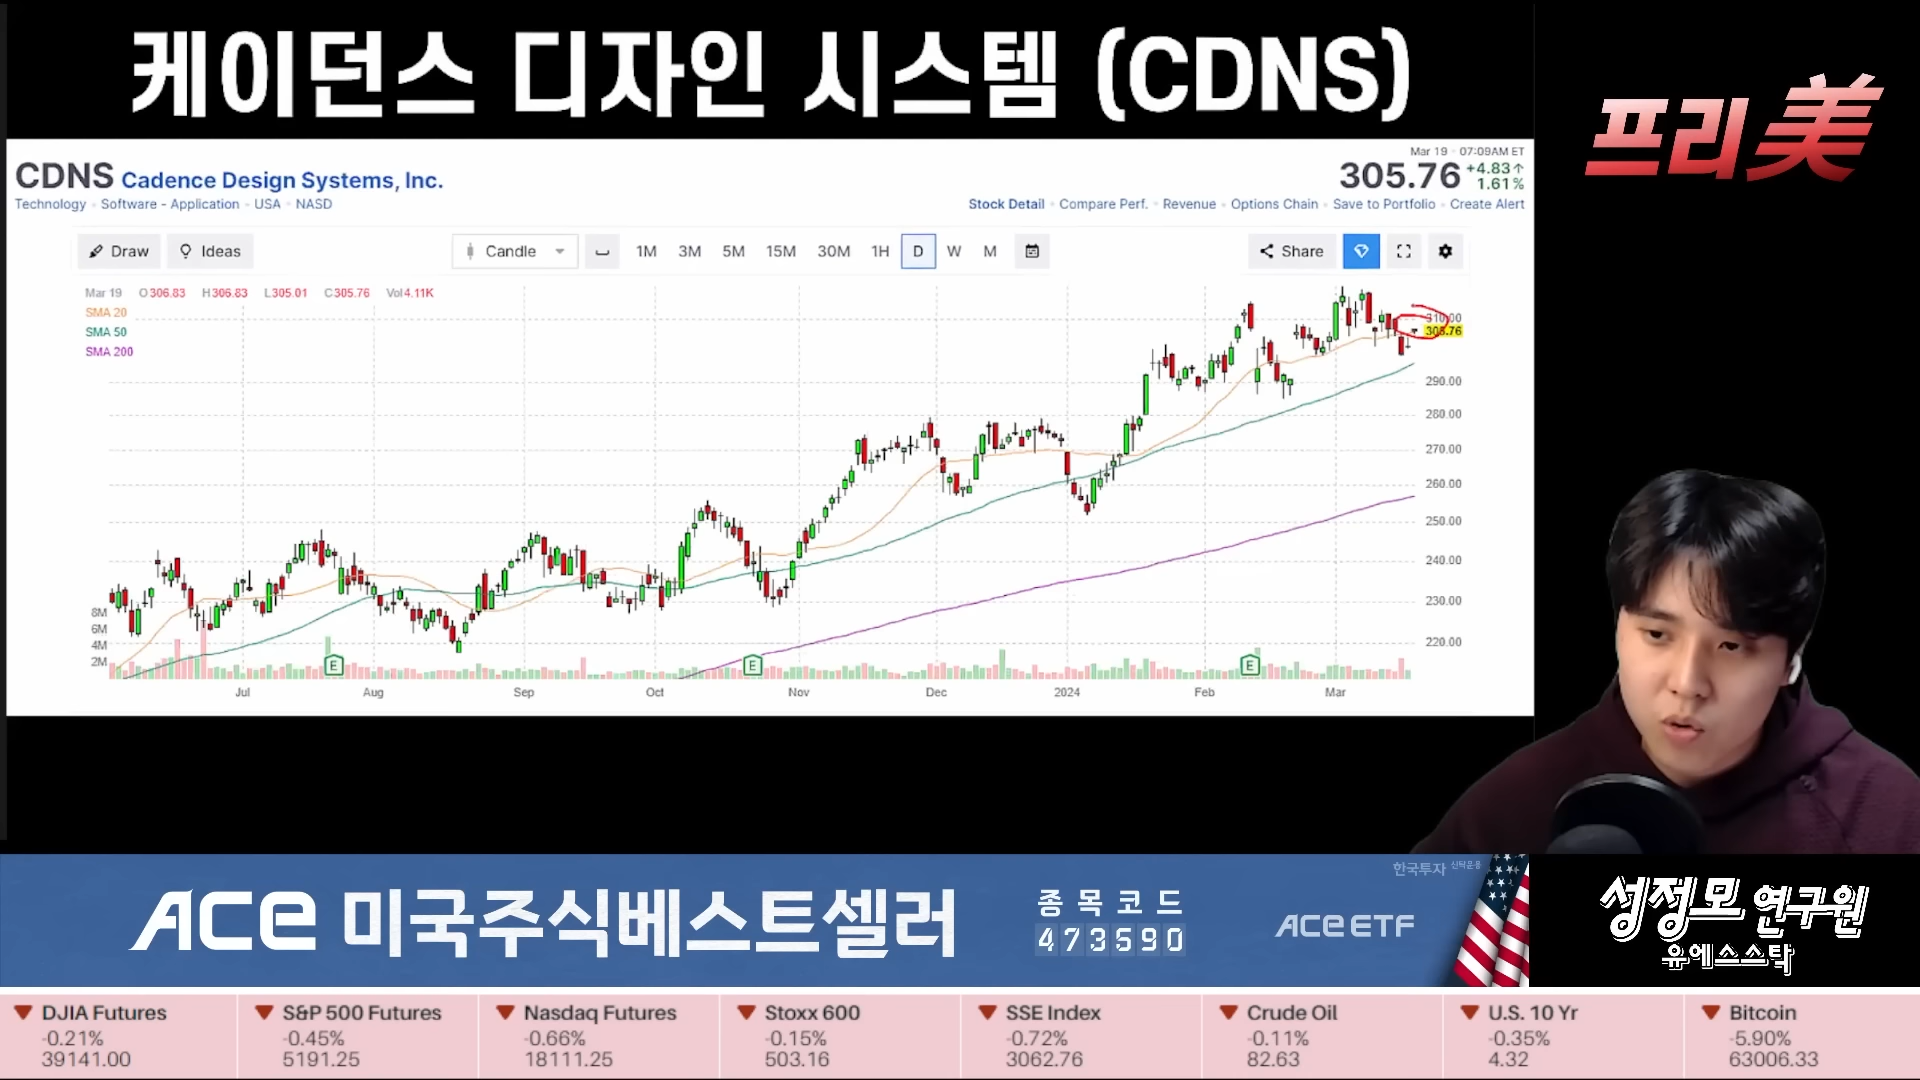 케이던스 디자인 시스템 (CDNS)
프리美
CDNS Cadence Design Systems, Inc.
Technology • Software - Application • USA • NASD
Mar 19 · 07:09AM ET
305.76 +4.83↑
1.61%
Stock Detail • Compare Perf. • Revenue • Options Chain • Save to Portfolio • Create Alert
Draw Ideas Candle 1M 3M 5M 15M 30M 1H D W M Share
Mar 19 O306.83 H306.83 L305.01 C305.76 Vol4.11K
SMA 20
SMA 50
SMA 200
310.00
305.76
290.00
280.00
270.00
260.00
250.00
240.00
230.00
220.00
8M
6M
4M
2M
E E E
Jul Aug Sep Oct Nov Dec 2024 Feb Mar
한국투자 신탁운용
ACE 미국주식베스트셀러
종목코드
473590
ACE ETF
성정모 연구원
유에스스탁
▼ DJIA Futures
-0.21%
39141.00
▼ S&P 500 Futures
-0.45%
5191.25
▼ Nasdaq Futures
-0.66%
18111.25
▼ Stoxx 600
-0.15%
503.16
▼ SSE Index
-0.72%
3062.76
▼ Crude Oil
-0.11%
82.63
▼ U.S. 10 Yr
-0.35%
4.32
▼ Bitcoin
-5.90%
63006.33